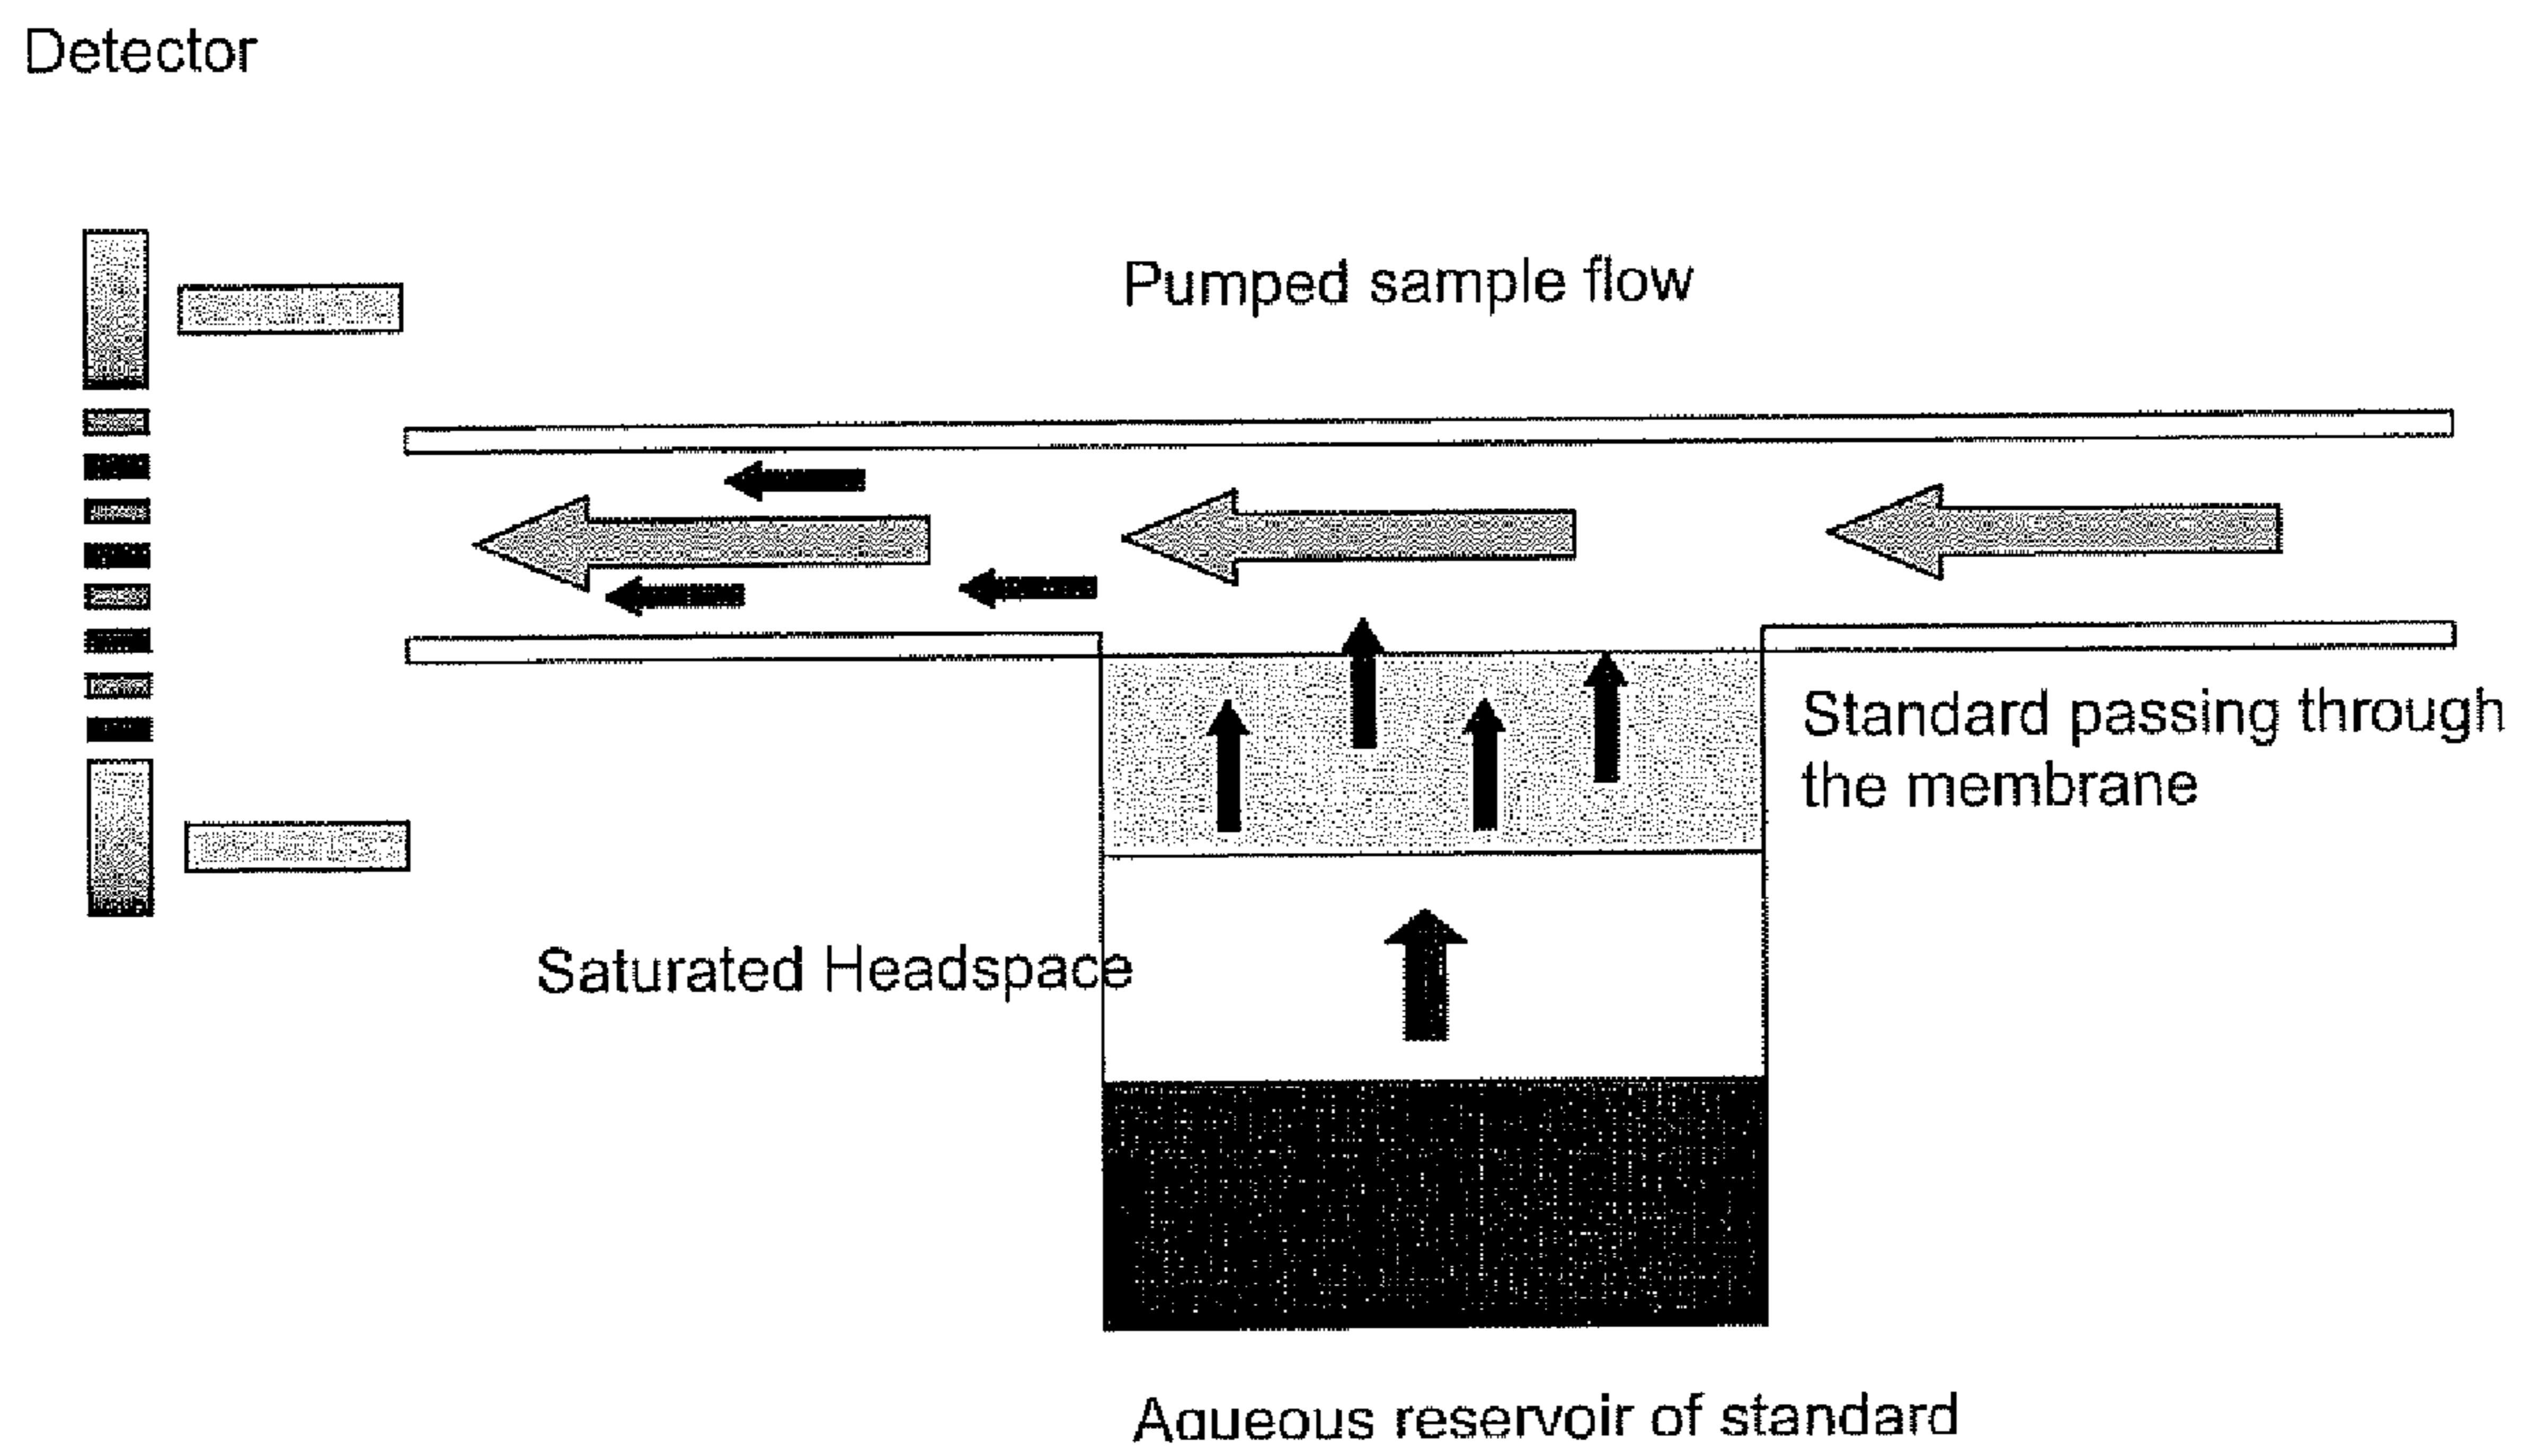 Detector
Pumped sample flow
Standard passing through
the membrane
Saturated Headspace
Aqueous reservoir of standard